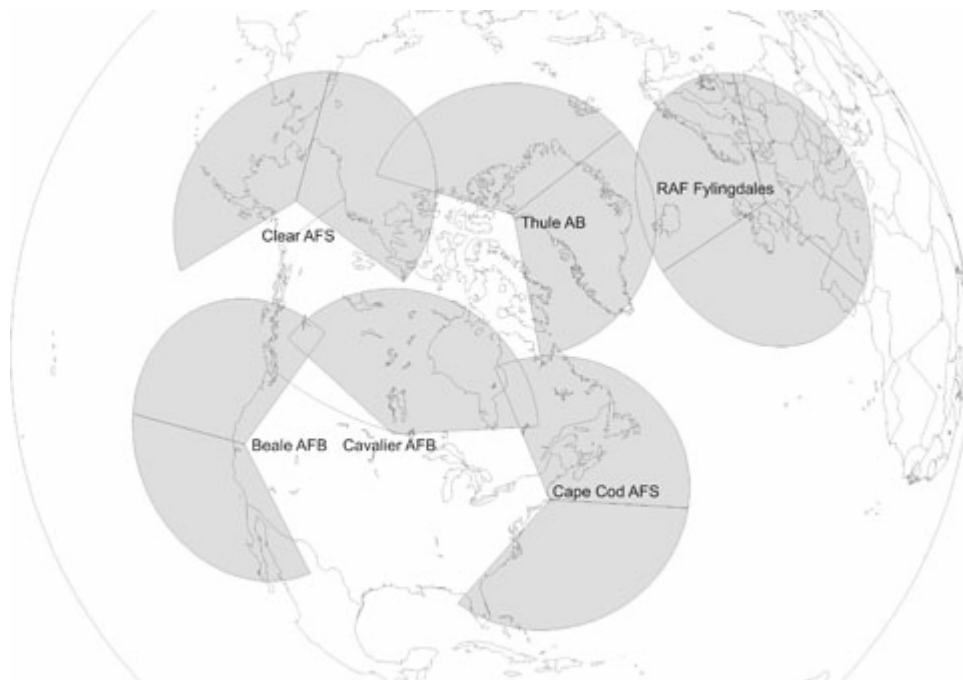 RAF Fylingdales
Thule AB
Clear AFS
Beale AFB
Cavalier AFB
Cape Cod AFS